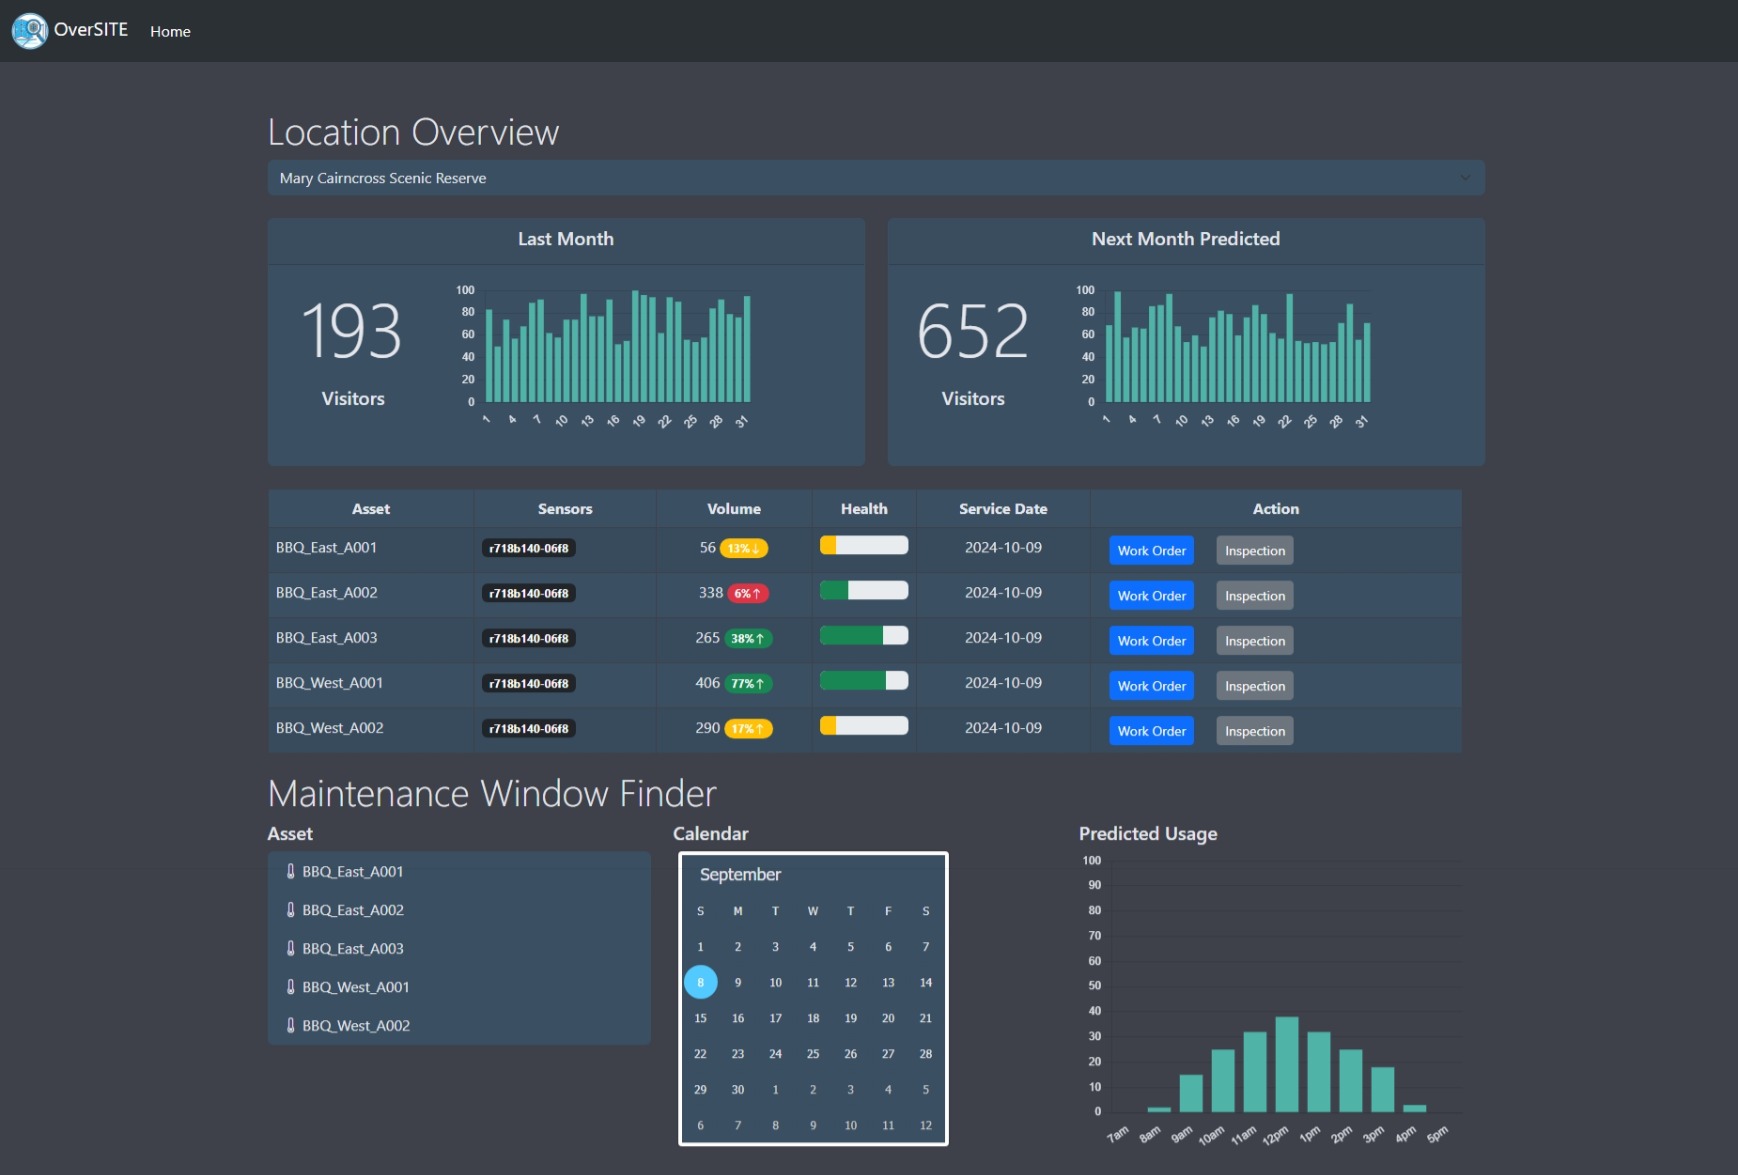 OverSITE Home
Location Overview
Mary Cairncross Scenic Reserve
Last Month
193
Visitors
100
80
60
40
20
0
1 4 7 10 13 16 19 22 25 28 31
Next Month Predicted
652
Visitors
100
80
60
40
20
0
1 4 7 10 13 16 19 22 25 28 31
Asset Sensors Volume Health Service Date Action
BBQ_East_A001 r718b140-06f8 56 13%↓ 2024-10-09 Work Order Inspection
BBQ_East_A002 r718b140-06f8 338 6%↑ 2024-10-09 Work Order Inspection
BBQ_East_A003 r718b140-06f8 265 38%↑ 2024-10-09 Work Order Inspection
BBQ_West_A001 r718b140-06f8 406 77%↑ 2024-10-09 Work Order Inspection
BBQ_West_A002 r718b140-06f8 290 17%↑ 2024-10-09 Work Order Inspection
Maintenance Window Finder
Asset
BBQ_East_A001
BBQ_East_A002
BBQ_East_A003
BBQ_West_A001
BBQ_West_A002
Calendar
September
S M T W T F S
1 2 3 4 5 6 7
8 9 10 11 12 13 14
15 16 17 18 19 20 21
22 23 24 25 26 27 28
29 30 1 2 3 4 5
6 7 8 9 10 11 12
Predicted Usage
100
90
80
70
60
50
40
30
20
10
0
7am 8am 9am 10am 11am 12pm 1pm 2pm 3pm 4pm 5pm